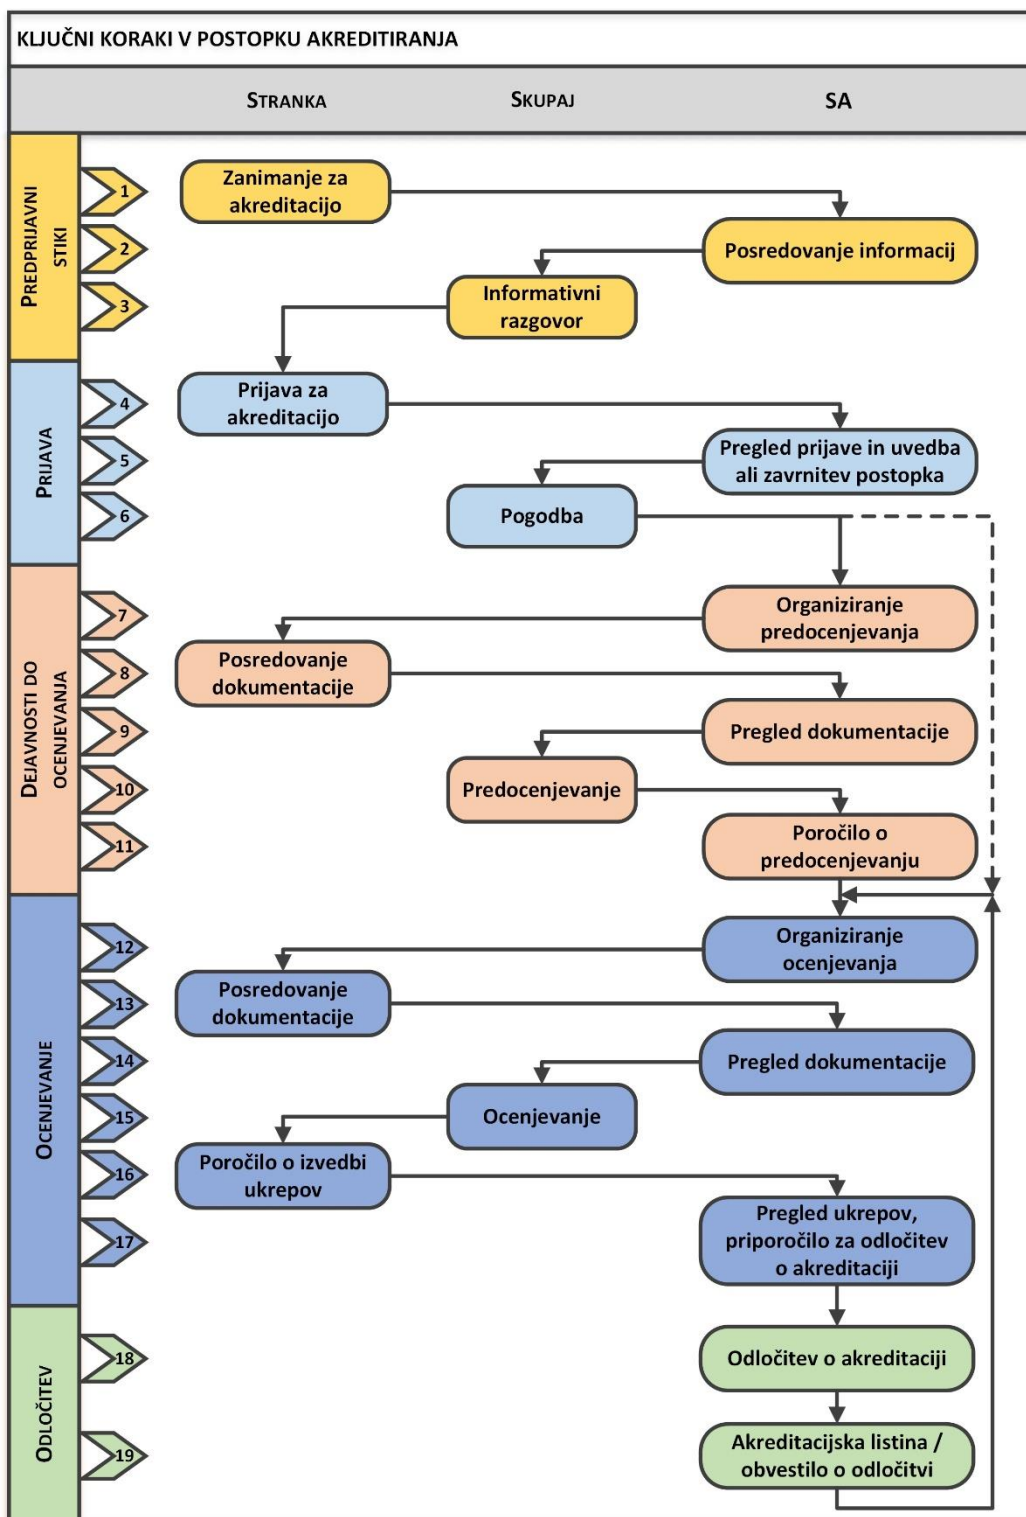 KLJUČNI KORAKI V POSTOPKU AKREDITIRANJA
STRANKA
SKUPAJ
SA
PREDPRIJAVNI
STIKI
1
Zanimanje za
akreditacijo
2
Posredovanje informacij
3
Informativni
razgovor
PRIJAVA
4
Prijava za
akreditacijo
5
Pregled prijave in uvedba
ali zavrnitev postopka
6
Pogodba
DEJAVNOSTI DO
OCENJEVANJA
7
Organiziranje
predocenjevanja
8
Posredovanje
dokumentacije
9
Pregled dokumentacije
10
Predocenjevanje
11
Poročilo o
predocenjevanju
OCENJEVANJE
12
Organiziranje
ocenjevanja
13
Posredovanje
dokumentacije
14
Pregled dokumentacije
15
Ocenjevanje
16
Poročilo o izvedbi
ukrepov
17
Pregled ukrepov,
priporočilo za odločitev
o akreditaciji
ODLOČITEV
18
Odločitev o akreditaciji
19
Akreditacijska listina /
obvestilo o odločitvi